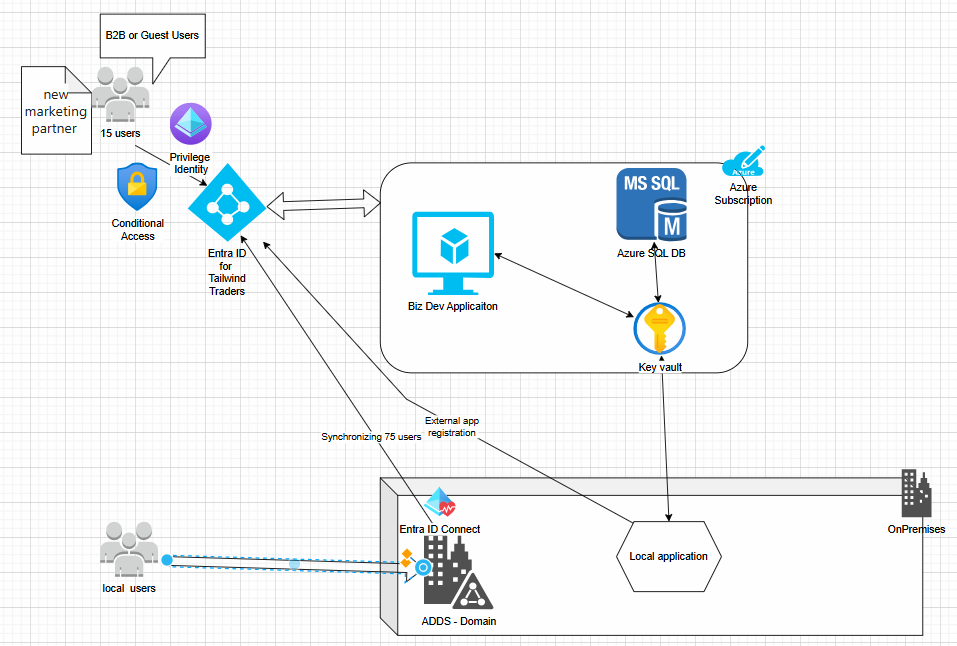 B2B or Guest Users
new
marketing
partner
15 users
Privilege
Identity
Conditional
Access
Entra ID
for
Tailwind
Traders
MS SQL
M
Azure SQL DB
Azure
Azure
Subscription
Biz Dev Applicaiton
Key vault
External app
registration
Synchronizing 75 users
Entra ID Connect
OnPremises
Local application
local users
ADDS - Domain